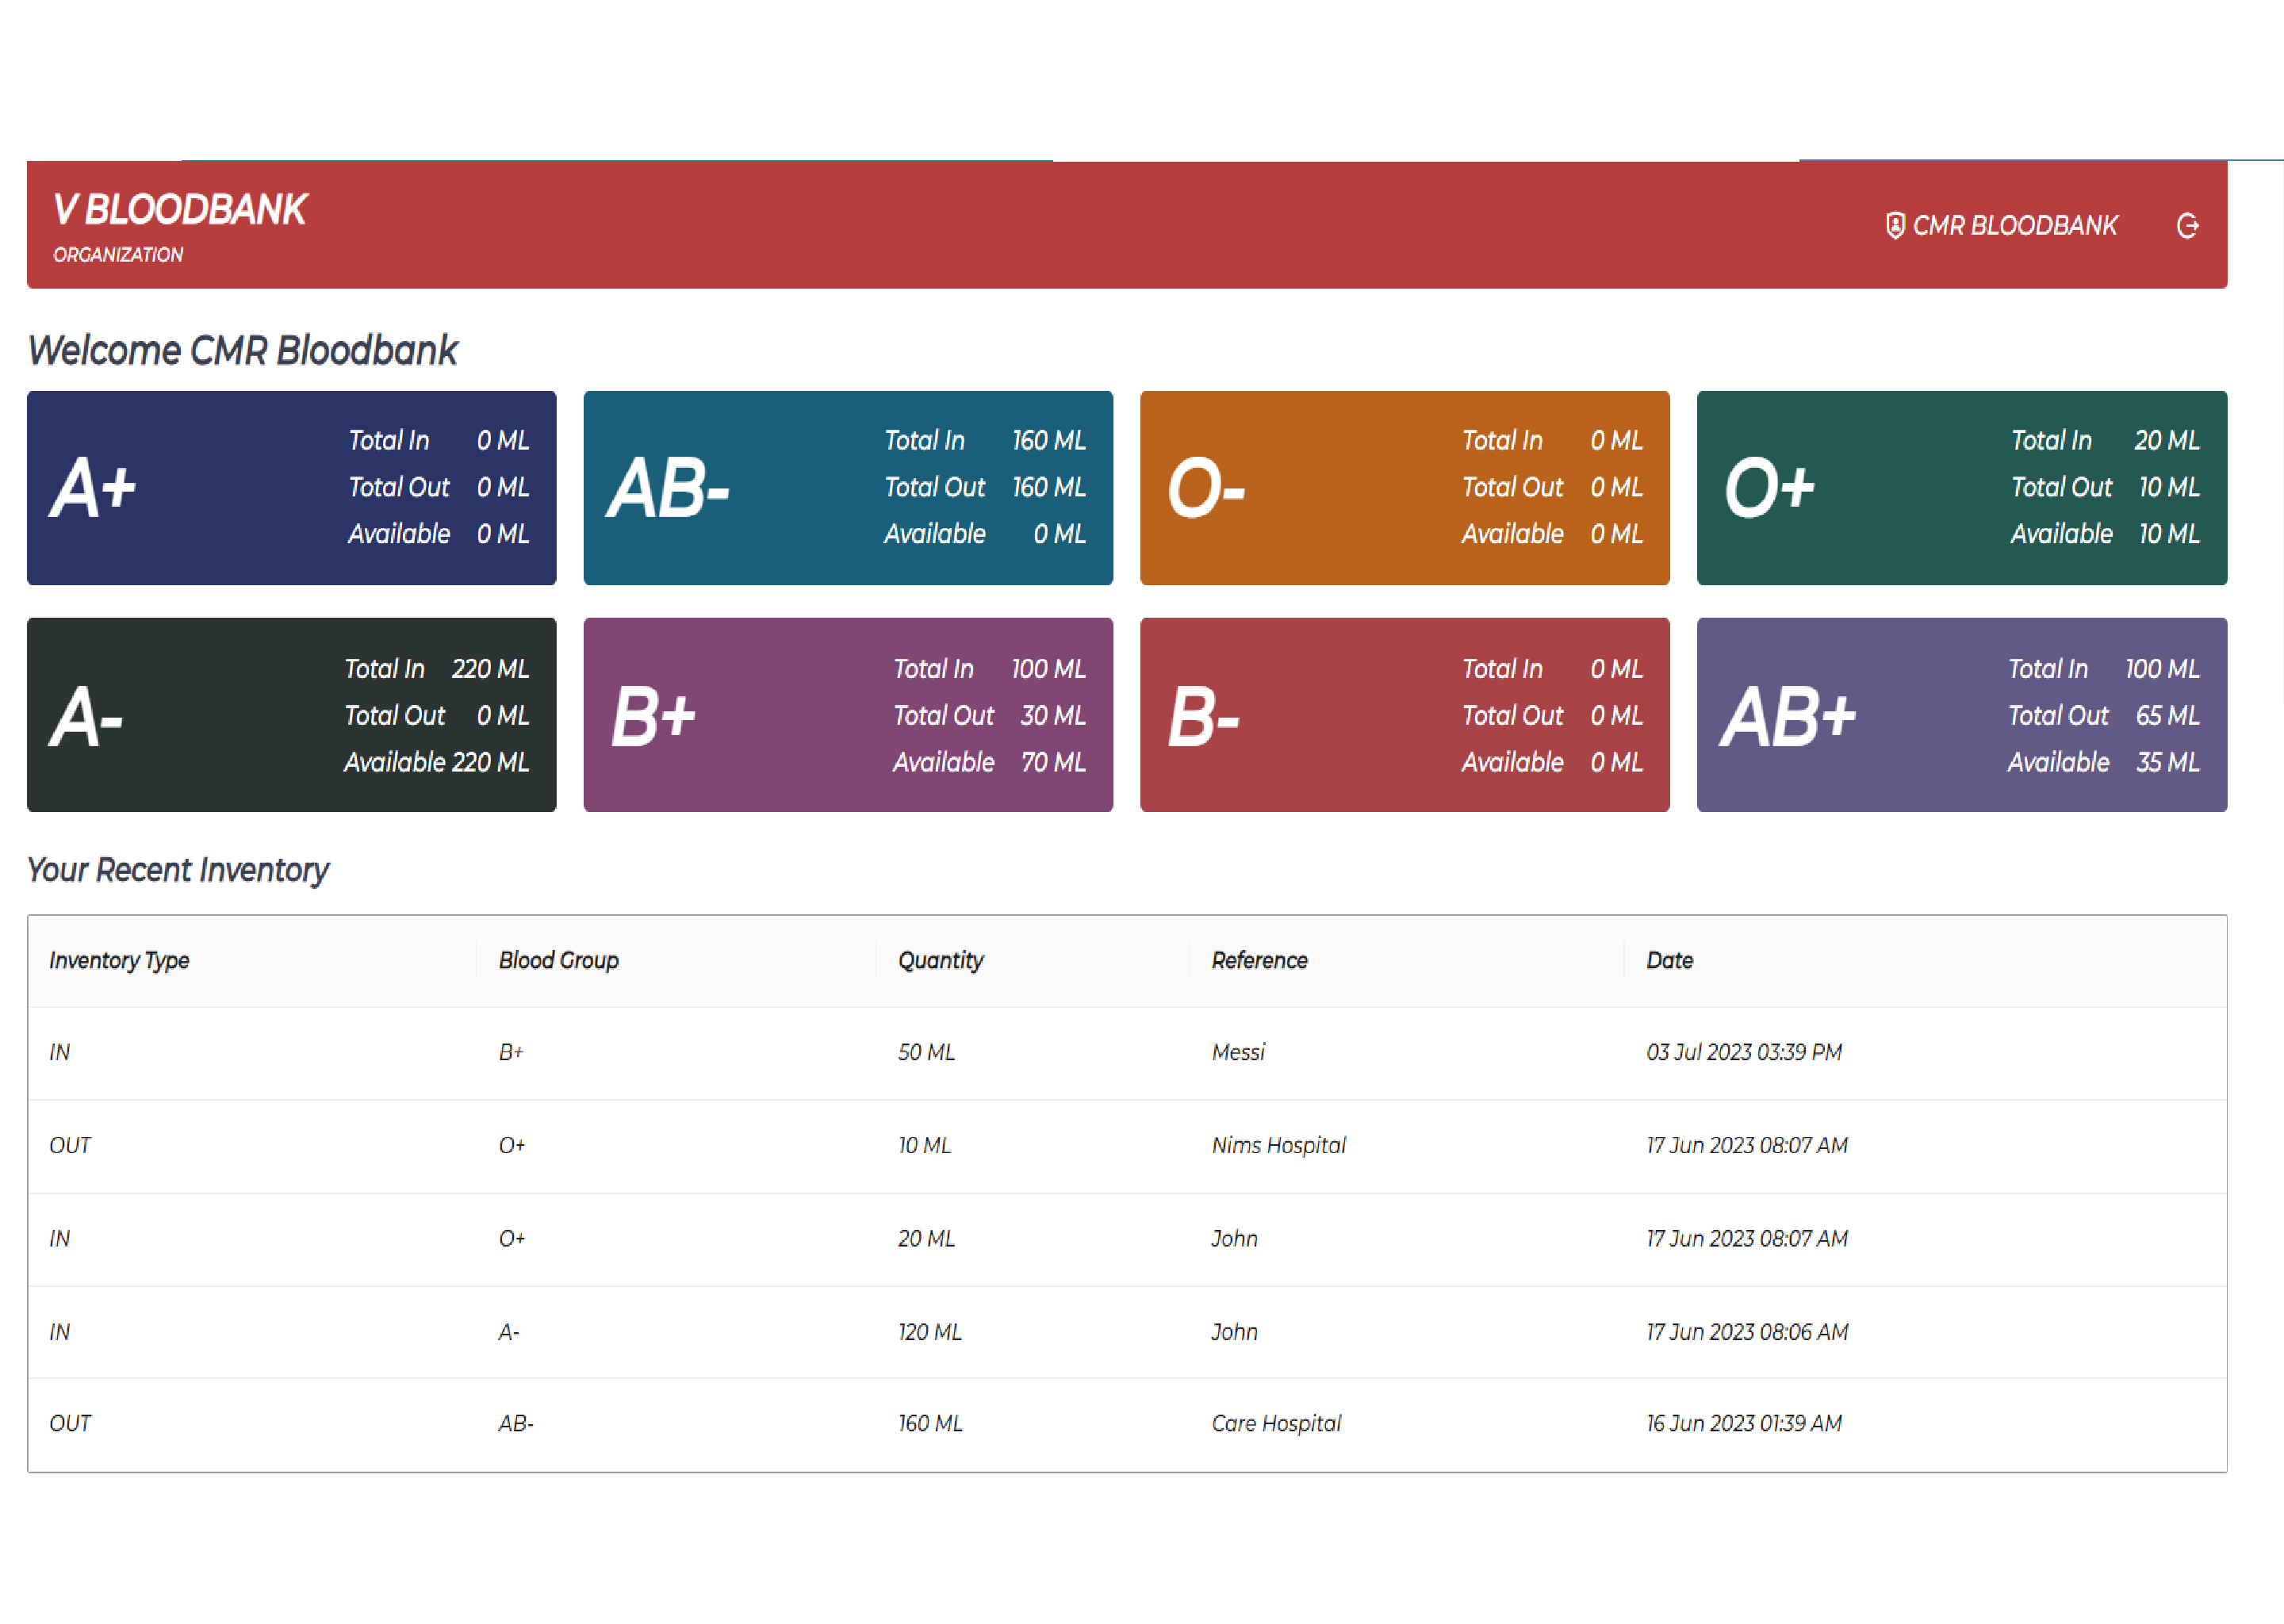 V BLOODBANK
ORGANIZATION
CMR BLOODBANK
Welcome CMR Bloodbank
A+
Total In 0 ML
Total Out 0 ML
Available 0 ML
AB-
Total In 160 ML
Total Out 160 ML
Available 0 ML
O-
Total In 0 ML
Total Out 0 ML
Available 0 ML
O+
Total In 20 ML
Total Out 10 ML
Available 10 ML
A-
Total In 220 ML
Total Out 0 ML
Available 220 ML
B+
Total In 100 ML
Total Out 30 ML
Available 70 ML
B-
Total In 0 ML
Total Out 0 ML
Available 0 ML
AB+
Total In 100 ML
Total Out 65 ML
Available 35 ML
Your Recent Inventory
Inventory Type Blood Group Quantity Reference Date
IN B+ 50 ML Messi 03 Jul 2023 03:39 PM
OUT O+ 10 ML Nims Hospital 17 Jun 2023 08:07 AM
IN O+ 20 ML John 17 Jun 2023 08:07 AM
IN A- 120 ML John 17 Jun 2023 08:06 AM
OUT AB- 160 ML Care Hospital 16 Jun 2023 01:39 AM